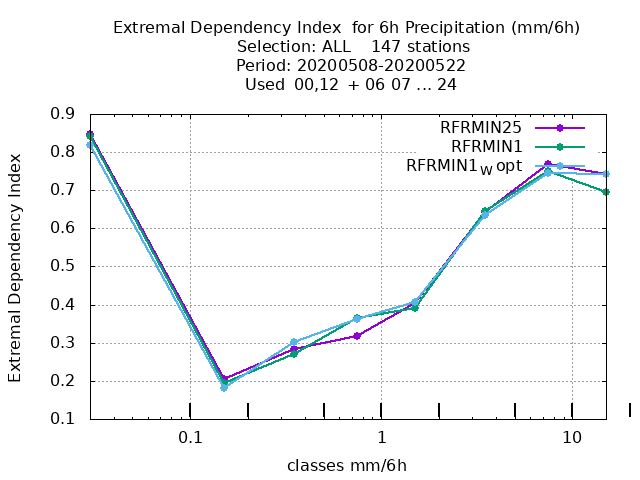 Extremal Dependency Index  for 6h Precipitation (mm/6h)
Selection: ALL    147 stations
Period: 20200508-20200522
Used  00,12  + 06 07 ... 24
RFRMIN25
RFRMIN1
RFRMIN1W opt
Extremal Dependency Index
0.9
0.8
0.7
0.6
0.5
0.4
0.3
0.2
0.1
0.1 1 10
classes mm/6h